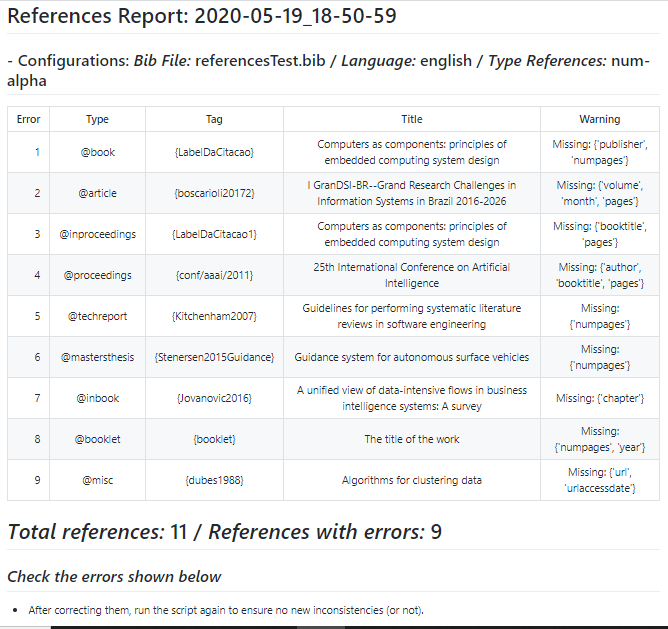 References Report: 2020-05-19_18-50-59
- Configurations: Bib File: referencesTest.bib / Language: english / Type References: num-
alpha
Error Type Tag Title Warning
1 @book {LabelDaCitacao} Computers as components: principles of embedded computing system design Missing: {'publisher', 'numpages'}
2 @article {boscarioli20172} I GranDSI-BR--Grand Research Challenges in Information Systems in Brazil 2016-2026 Missing: {'volume', 'month', 'pages'}
3 @inproceedings {LabelDaCitacao1} Computers as components: principles of embedded computing system design Missing: {'booktitle', 'pages'}
4 @proceedings {conf/aaai/2011} 25th International Conference on Artificial Intelligence Missing: {'author', 'booktitle', 'pages'}
5 @techreport {Kitchenham2007} Guidelines for performing systematic literature reviews in software engineering Missing: {'numpages'}
6 @mastersthesis {Stenersen2015Guidance} Guidance system for autonomous surface vehicles Missing: {'numpages'}
7 @inbook {Jovanovic2016} A unified view of data-intensive flows in business intelligence systems: A survey Missing: {'chapter'}
8 @booklet {booklet} The title of the work Missing: {'numpages', 'year'}
9 @misc {dubes1988} Algorithms for clustering data Missing: {'url', 'urlaccessdate'}
Total references: 11 / References with errors: 9
Check the errors shown below
• After correcting them, run the script again to ensure no new inconsistencies (or not).